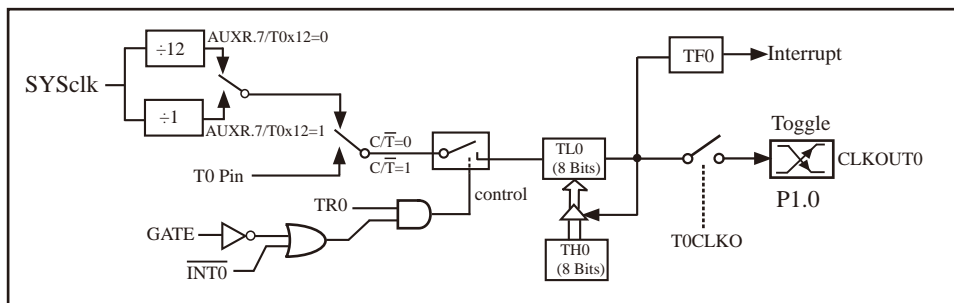 AUXR.7/T0x12=0
÷12
SYSclk
÷1
AUXR.7/T0x12=1
T0 Pin
C/T̅=0
C/T̅=1
control
TR0
GATE
I̅N̅T̅0̅
TL0
(8 Bits)
TH0
(8 Bits)
TF0
Interrupt
Toggle
CLKOUT0
P1.0
T0CLKO